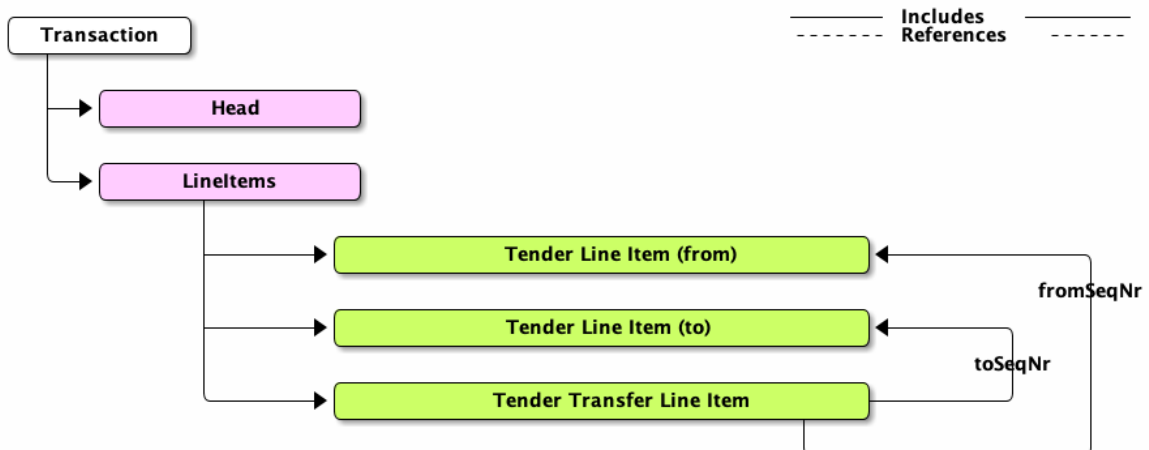 Transaction
Includes
References
Head
LineItems
Tender Line Item (from)
fromSeqNr
Tender Line Item (to)
toSeqNr
Tender Transfer Line Item